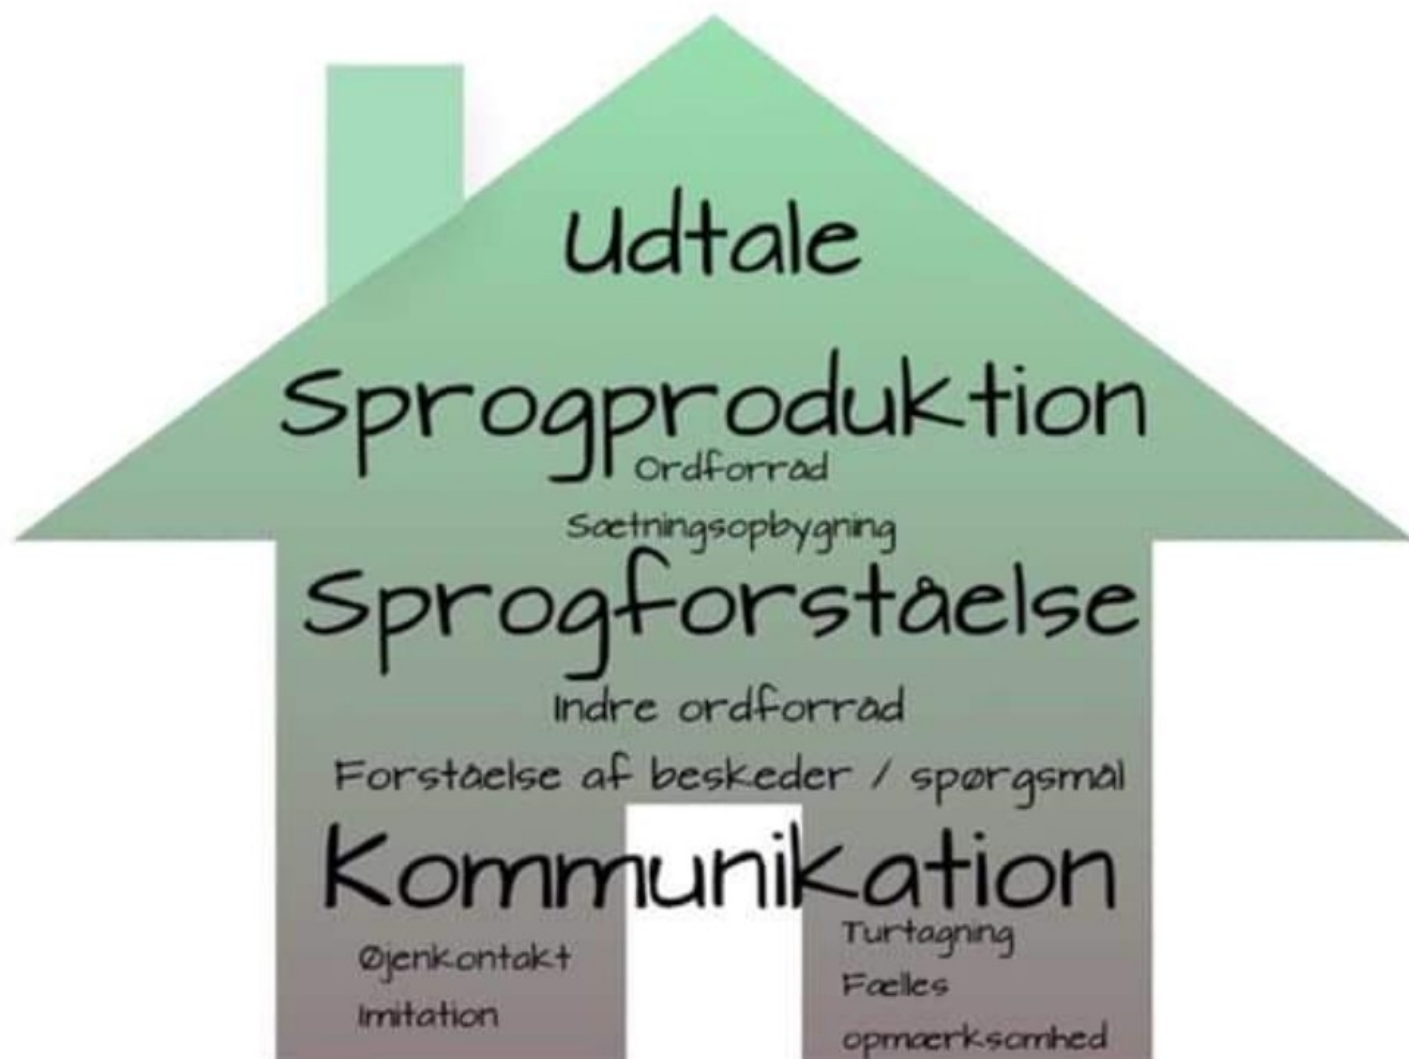 Udtale
Sprogproduktion
Ordforråd
Sætningsopbygning
Sprogforståelse
Indre ordforråd
Forståelse af beskeder / spørgsmål
Kommunikation
Øjenkontakt
Imitation
Turtagning
Fælles
opmærksomhed